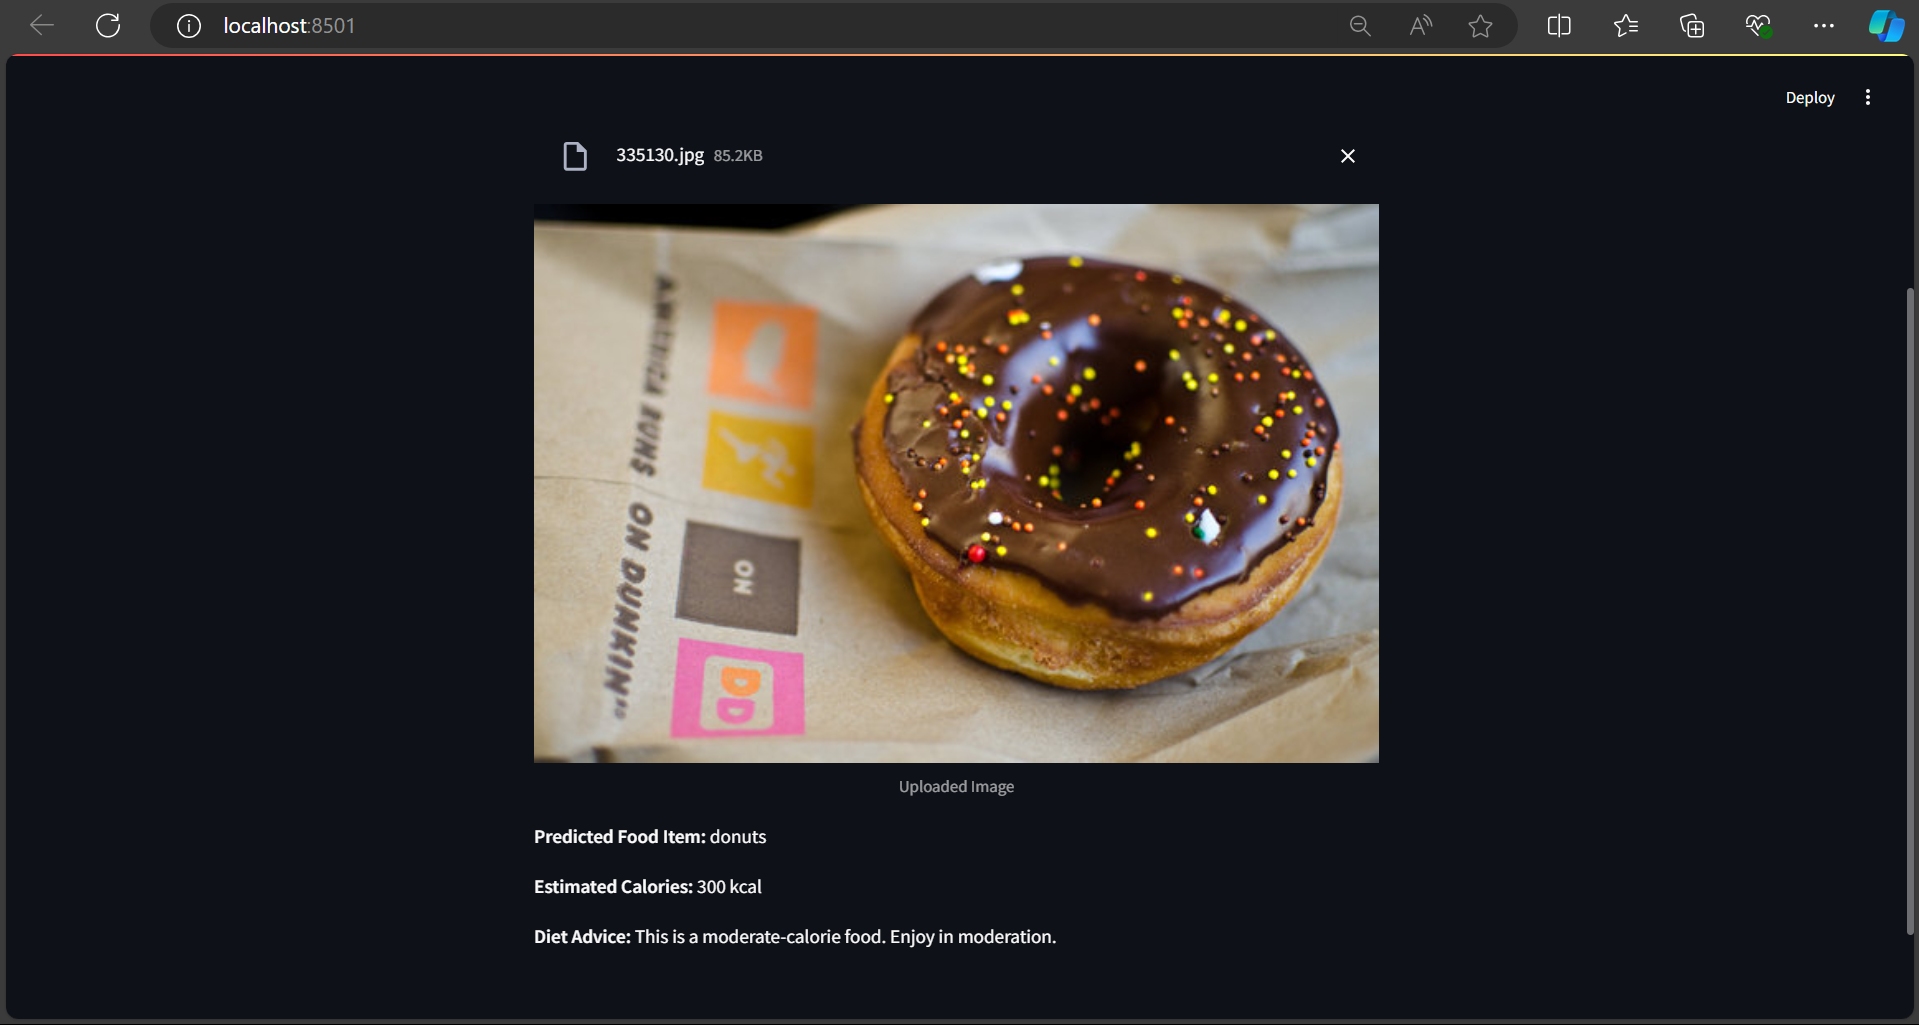 localhost:8501
Deploy
335130.jpg 85.2KB
AMERICA RUNS ON DUNKIN'
ON
DD
Uploaded Image
Predicted Food Item: donuts
Estimated Calories: 300 kcal
Diet Advice: This is a moderate-calorie food. Enjoy in moderation.